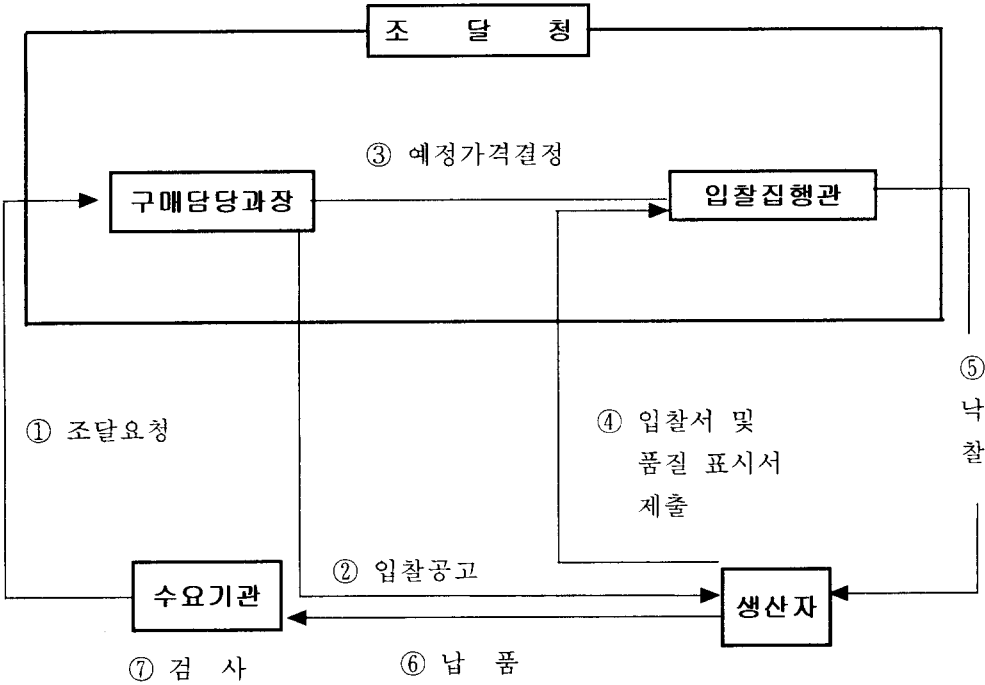 조 달 청
③ 예정가격결정
구매담당과장
입찰집행관
① 조달요청
④ 입찰서 및
품질 표시서
제출
⑤
낙
찰
② 입찰공고
수요기관
생산자
⑦ 검 사
⑥ 납 품